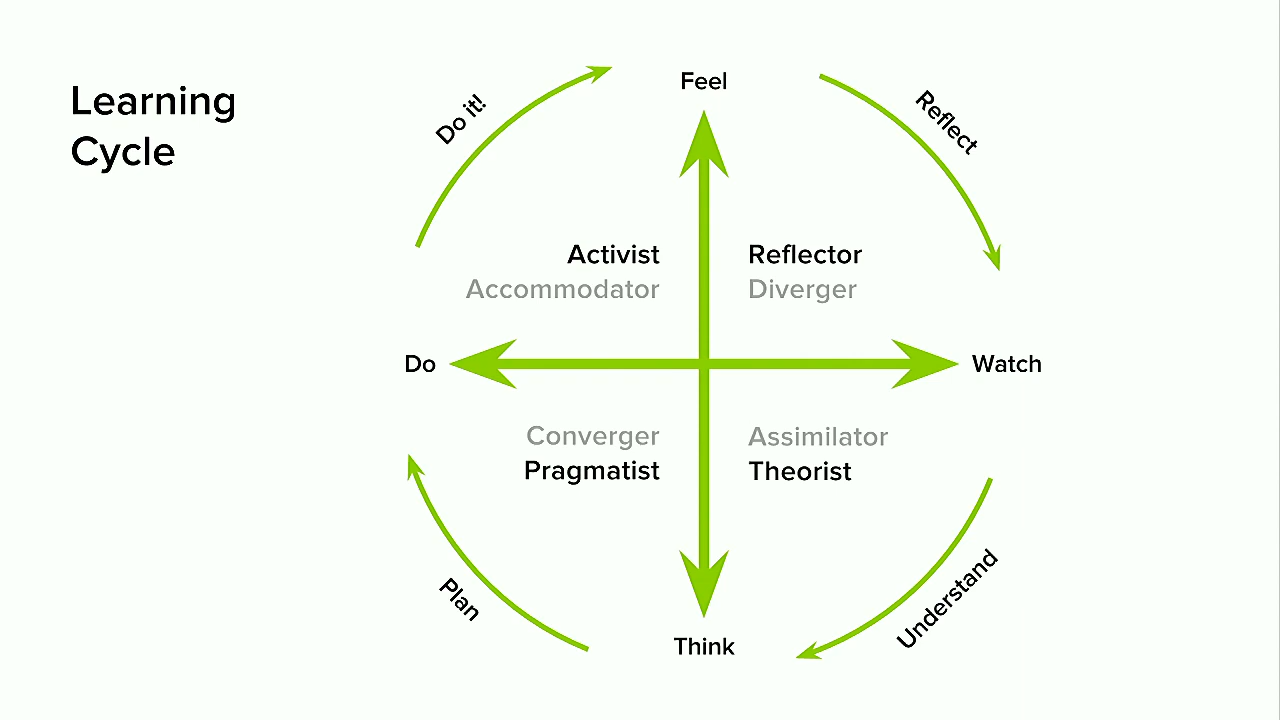 Learning
Cycle
Feel
Do it!
Reflect
Activist
Accommodator
Reflector
Diverger
Do
Watch
Converger
Pragmatist
Assimilator
Theorist
Plan
Understand
Think